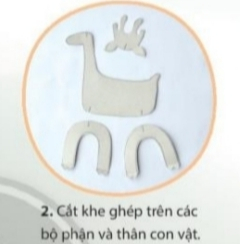 2. Cắt khe ghép trên các
bộ phận và thân con vật.